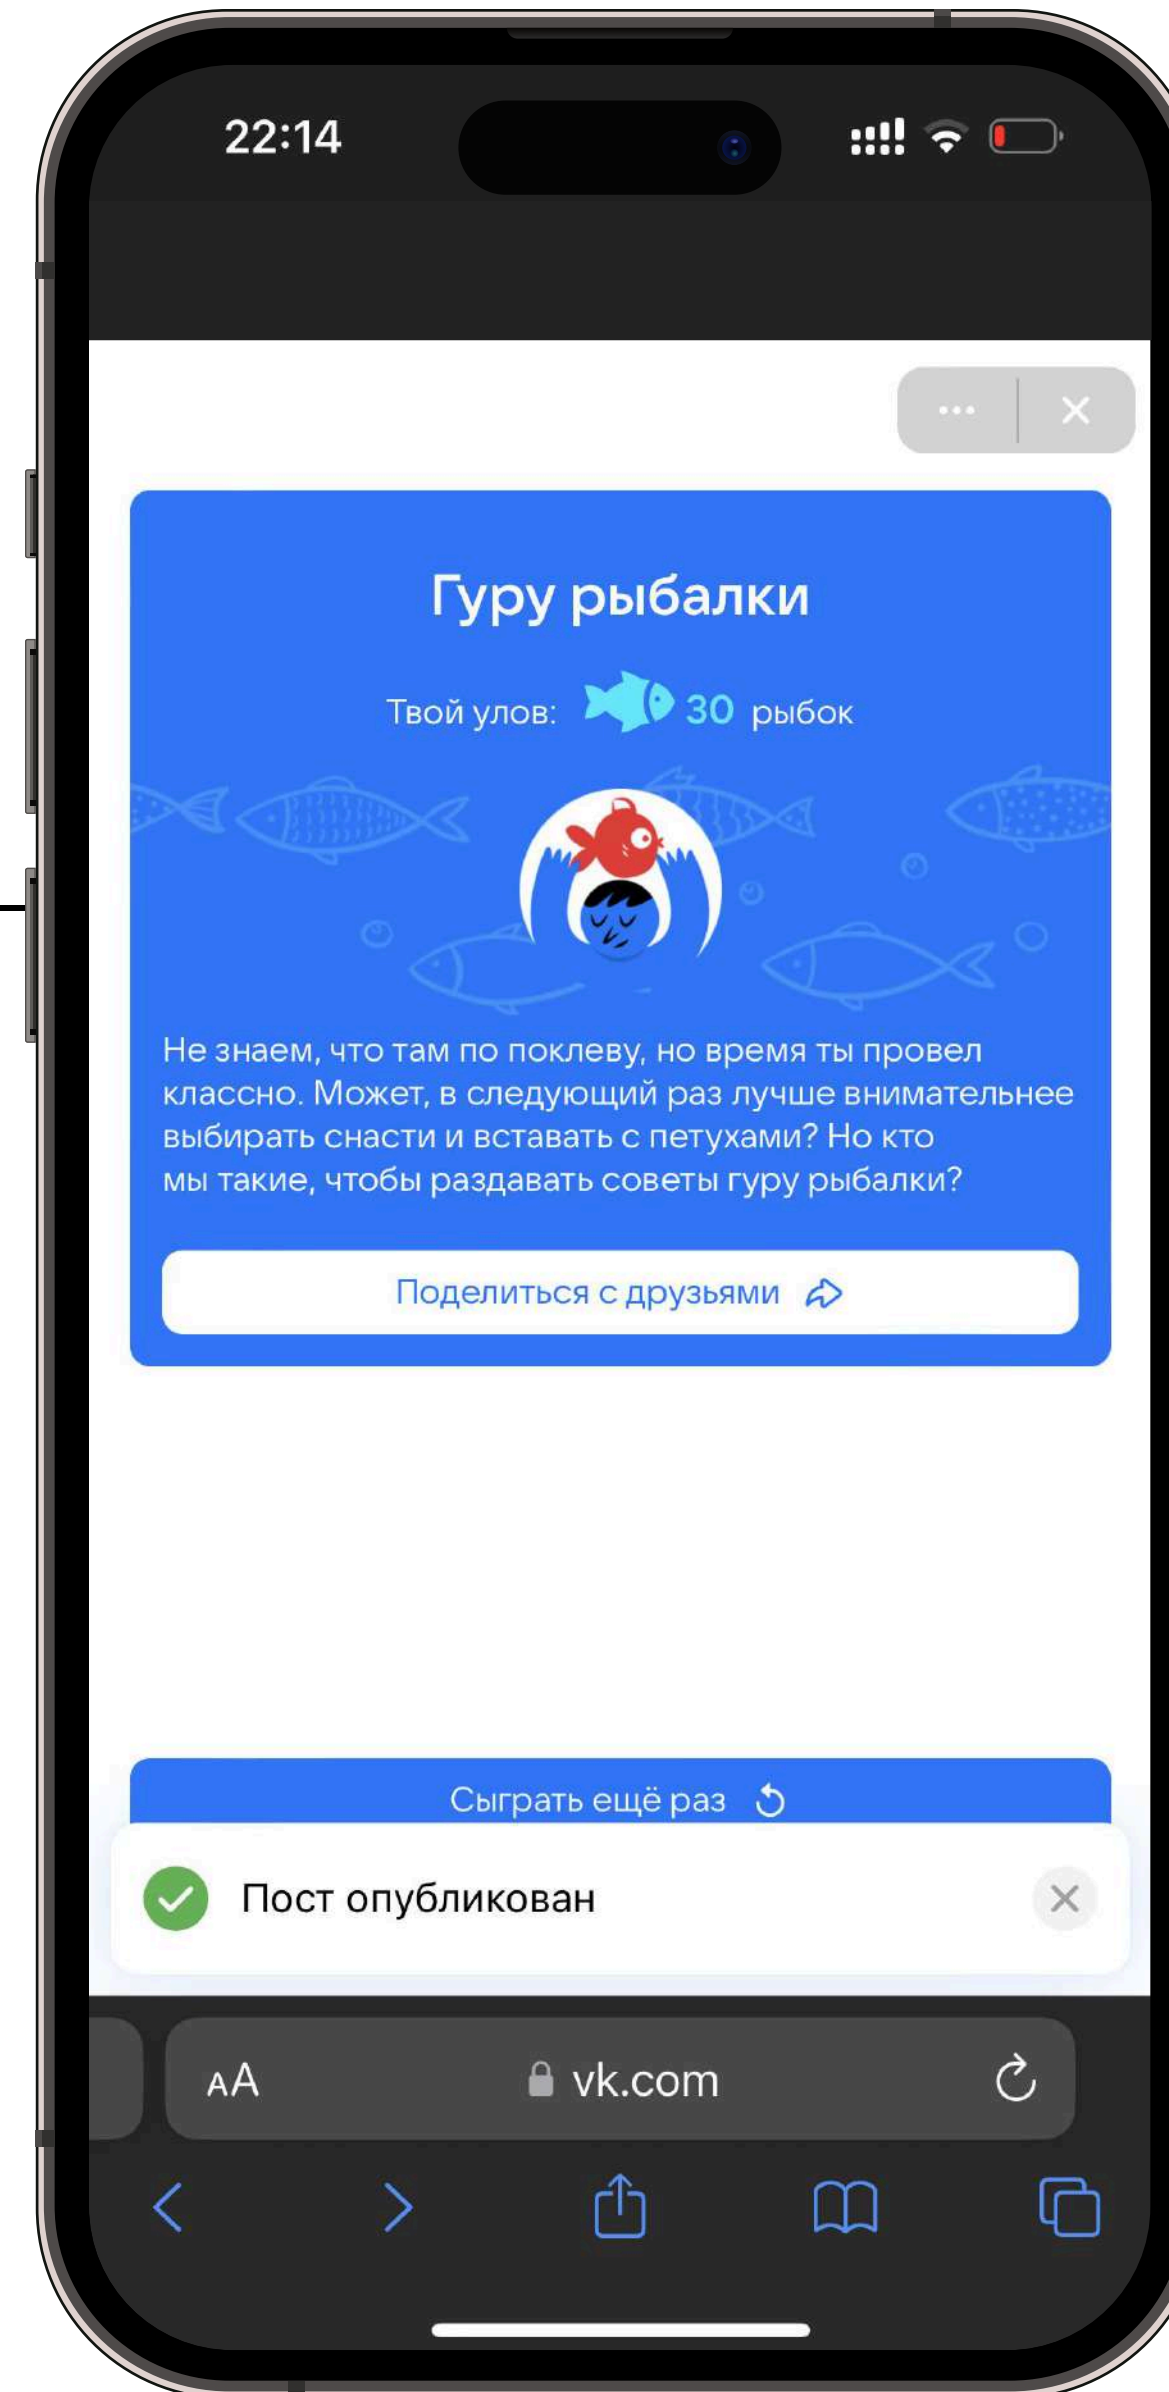 22:14
Гуру рыбалки
Твой улов: 30 рыбок
Не знаем, что там по поклеву, но время ты провел
классно. Может, в следующий раз лучше внимательнее
выбирать снасти и вставать с петухами? Но кто
мы такие, чтобы раздавать советы гуру рыбалки?
Поделиться с друзьями
Сыграть ещё раз
Пост опубликован
AA vk.com